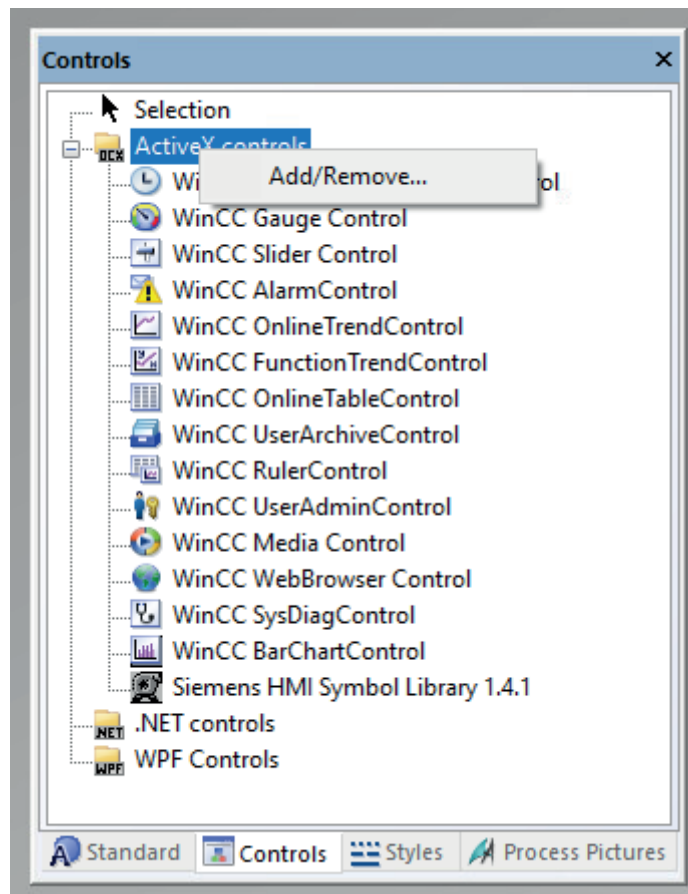 Controls
Selection
ActiveX controls
Add/Remove...
WinCC Gauge Control
WinCC Slider Control
WinCC AlarmControl
WinCC OnlineTrendControl
WinCC FunctionTrendControl
WinCC OnlineTableControl
WinCC UserArchiveControl
WinCC RulerControl
WinCC UserAdminControl
WinCC Media Control
WinCC WebBrowser Control
WinCC SysDiagControl
WinCC BarChartControl
Siemens HMI Symbol Library 1.4.1
.NET controls
WPF Controls
Standard Controls Styles Process Pictures